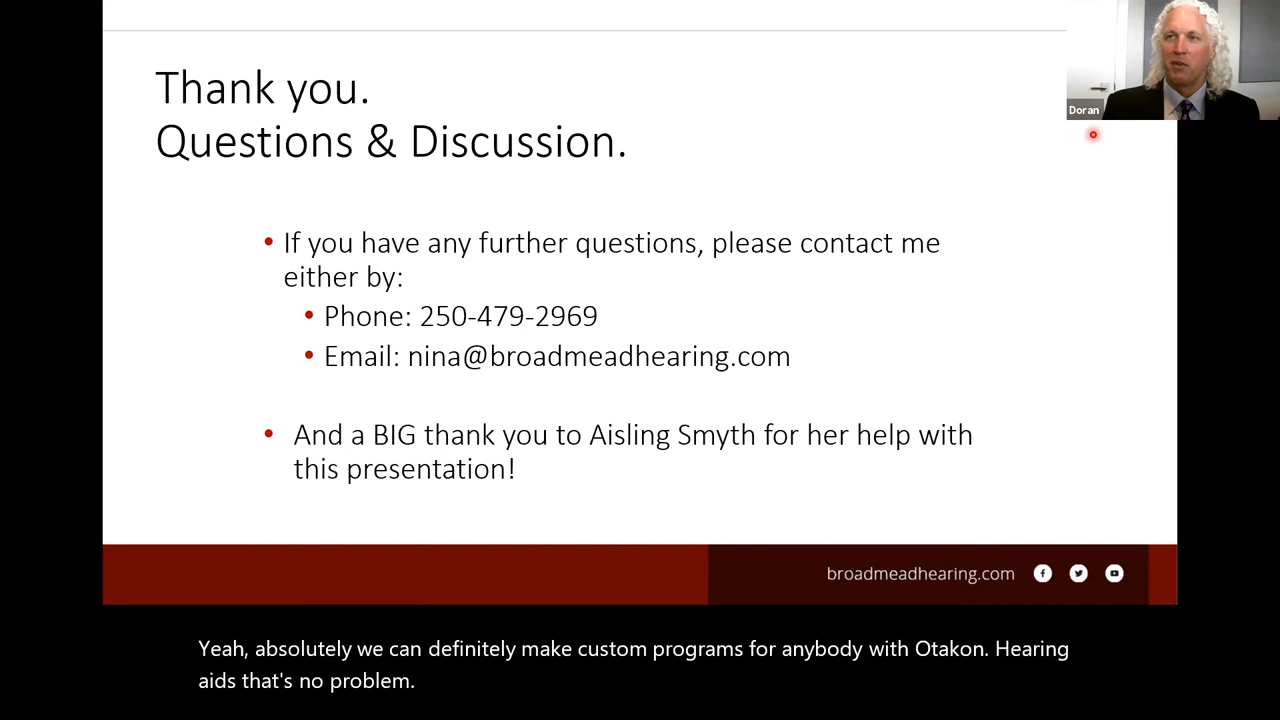 Thank you.
Questions & Discussion.
Doran
• If you have any further questions, please contact me
either by:
• Phone: 250-479-2969
• Email: nina@broadmeadhearing.com
• And a BIG thank you to Aisling Smyth for her help with
this presentation!
broadmeadhearing.com
Yeah, absolutely we can definitely make custom programs for anybody with Otakon. Hearing
aids that's no problem.